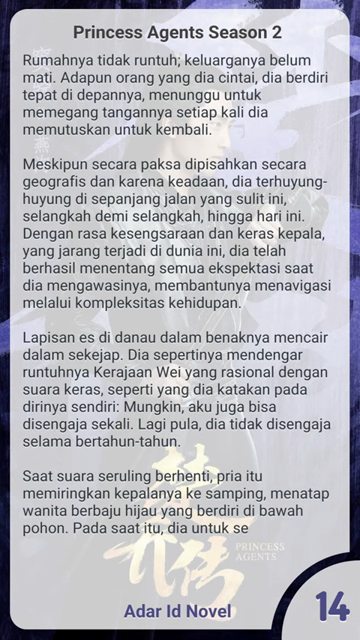 Princess Agents Season 2
Rumahnya tidak runtuh; keluarganya belum
mati. Adapun orang yang dia cintai, dia berdiri
tepat di depannya, menunggu untuk
memegang tangannya setiap kali dia
memutuskan untuk kembali.
Meskipun secara paksa dipisahkan secara
geografis dan karena keadaan, dia terhuyung-
huyung di sepanjang jalan yang sulit ini,
selangkah demi selangkah, hingga hari ini.
Dengan rasa kesengsaraan dan keras kepala,
yang jarang terjadi di dunia ini, dia telah
berhasil menentang semua ekspektasi saat
dia mengawasinya, membantunya menavigasi
melalui kompleksitas kehidupan.
Lapisan es di danau dalam benaknya mencair
dalam sekejap. Dia sepertinya mendengar
runtuhnya Kerajaan Wei yang rasional dengan
suara keras, seperti yang dia katakan pada
dirinya sendiri: Mungkin, aku juga bisa
disengaja sekali. Lagi pula, dia tidak disengaja
selama bertahun-tahun.
Saat suara seruling berhenti, pria itu
memiringkan kepalanya ke samping, menatap
wanita berbaju hijau yang berdiri di bawah
pohon. Pada saat itu, dia untuk se
PRINCESS
AGENTS
Adar Id Novel
14